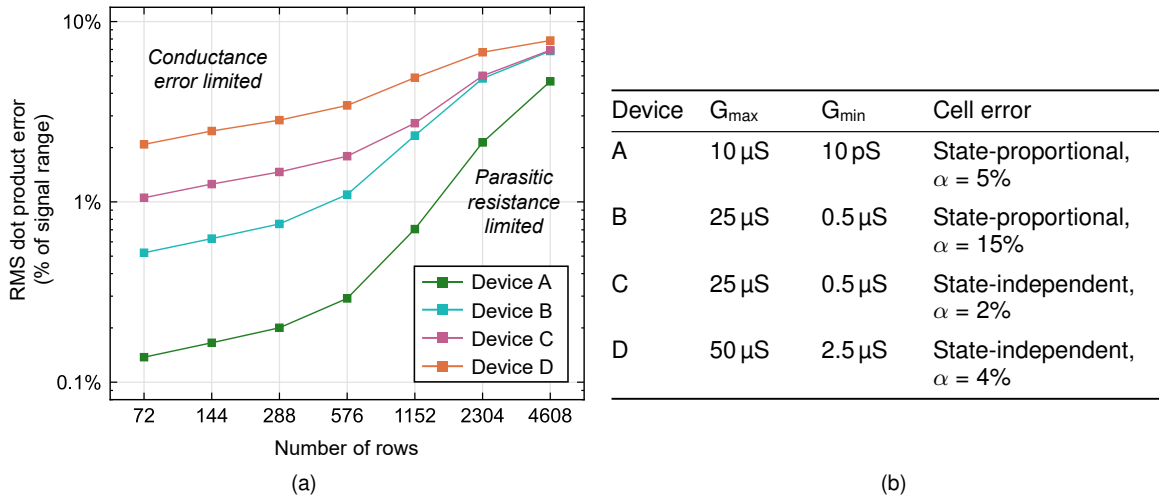 10%
1%
0.1%
RMS dot product error
(% of signal range)
Conductance
error limited
Parasitic
resistance
limited
Device A
Device B
Device C
Device D
72 144 288 576 1152 2304 4608
Number of rows
(a)
Device Gmax Gmin Cell error
A 10 µS 10 pS State-proportional,
α = 5%
B 25 µS 0.5 µS State-proportional,
α = 15%
C 25 µS 0.5 µS State-independent,
α = 2%
D 50 µS 2.5 µS State-independent,
α = 4%
(b)